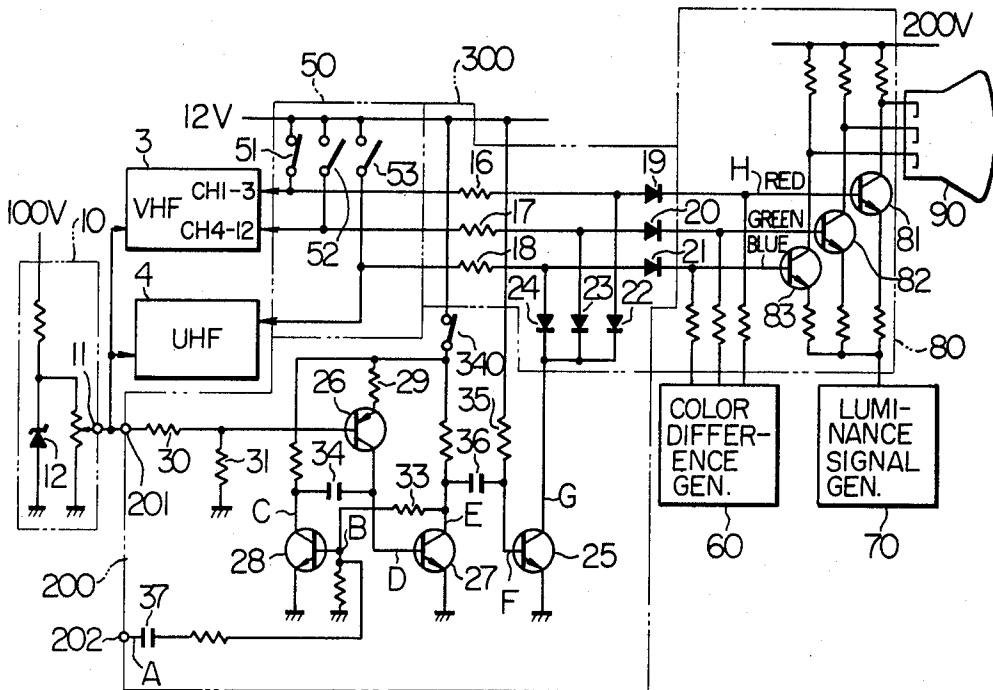 200V
50
300
12V
3
51
53
16
19
H
RED
VHF
CH1-3
CH4-12
52
17
20
GREEN
BLUE
90
81
100V
10
18
21
82
4
24
23
22
83
UHF
340
80
11
26
29
35
12
201
30
31
34
33
36
COLOR
DIFFER-
ENCE
GEN.
LUMI-
NANCE
SIGNAL
GEN.
C
B
E
G
28
D
27
F
25
60
70
200
37
202
A